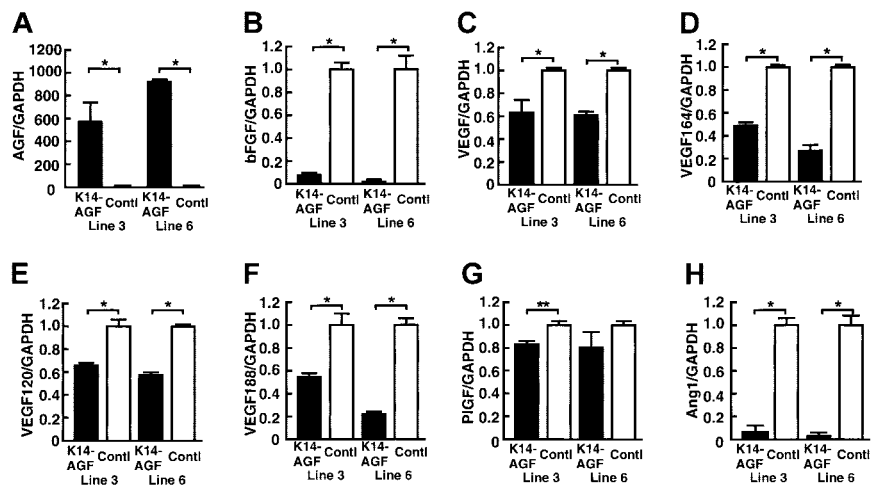 A
AGF/GAPDH
1200
1000
800
600
400
200
0
* *
K14-AGF Contl K14-AGF Contl
Line 3 Line 6
B
bFGF/GAPDH
1.2
1.0
0.8
0.6
0.4
0.2
0
* *
K14-AGF Contl K14-AGF Contl
Line 3 Line 6
C
VEGF/GAPDH
1.2
1.0
0.8
0.6
0.4
0.2
0
* *
K14-AGF Contl K14-AGF Contl
Line 3 Line 6
D
VEGF164/GAPDH
1.2
1.0
0.8
0.6
0.4
0.2
0
* *
K14-AGF Contl K14-AGF Contl
Line 3 Line 6
E
VEGF120/GAPDH
1.2
1.0
0.8
0.6
0.4
0.2
0
* *
K14-AGF Contl K14-AGF Contl
Line 3 Line 6
F
VEGF188/GAPDH
1.2
1.0
0.8
0.6
0.4
0.2
0
* *
K14-AGF Contl K14-AGF Contl
Line 3 Line 6
G
PlGF/GAPDH
1.2
1.0
0.8
0.6
0.4
0.2
0
**
K14-AGF Contl K14-AGF Contl
Line 3 Line 6
H
Ang1/GAPDH
1.2
1.0
0.8
0.6
0.4
0.2
0
* *
K14-AGF Contl K14-AGF Contl
Line 3 Line 6